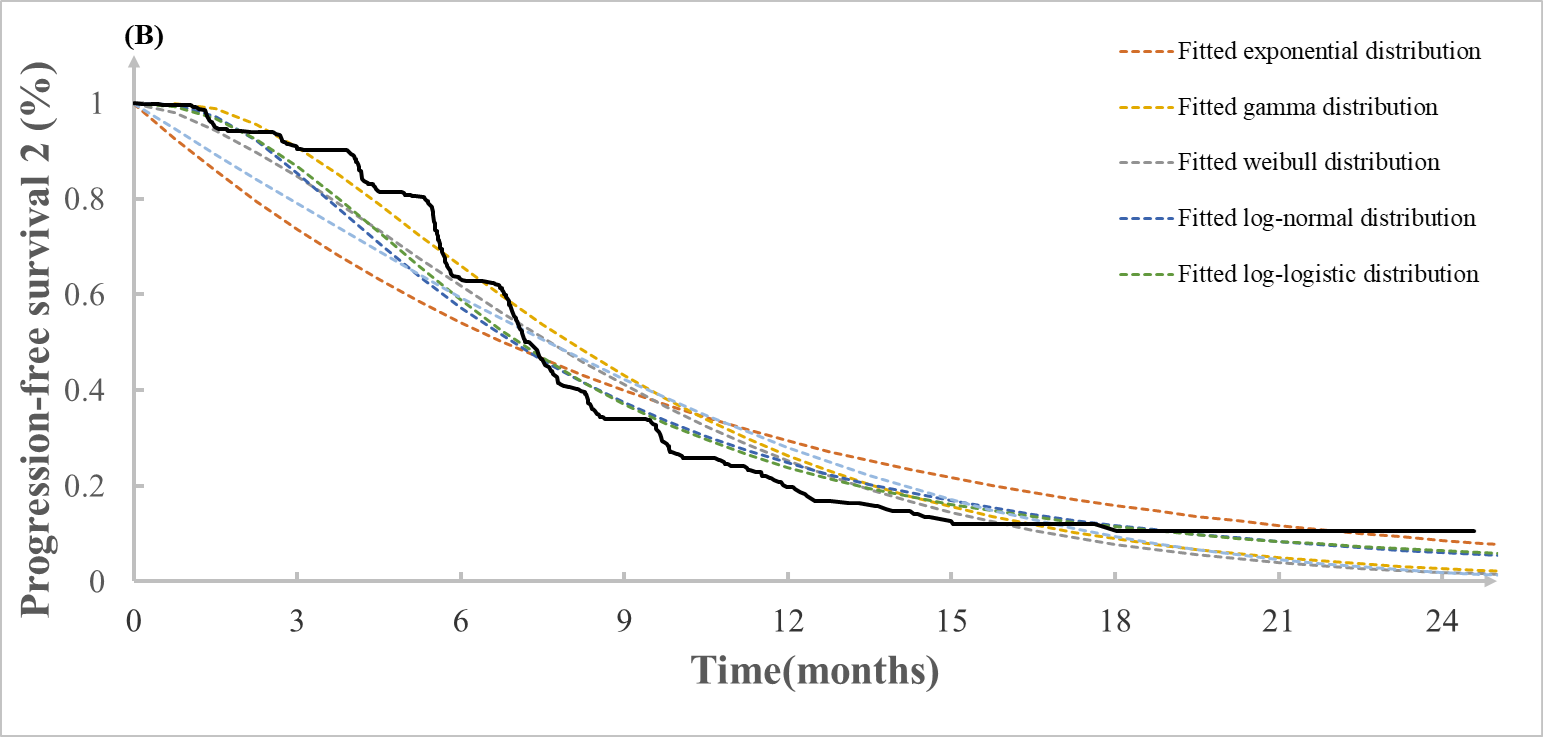 (B)
Progression-free survival 2 (%)
1
0.8
0.6
0.4
0.2
0
0 3 6 9 12 15 18 21 24
Time(months)
Fitted exponential distribution
Fitted gamma distribution
Fitted weibull distribution
Fitted log-normal distribution
Fitted log-logistic distribution